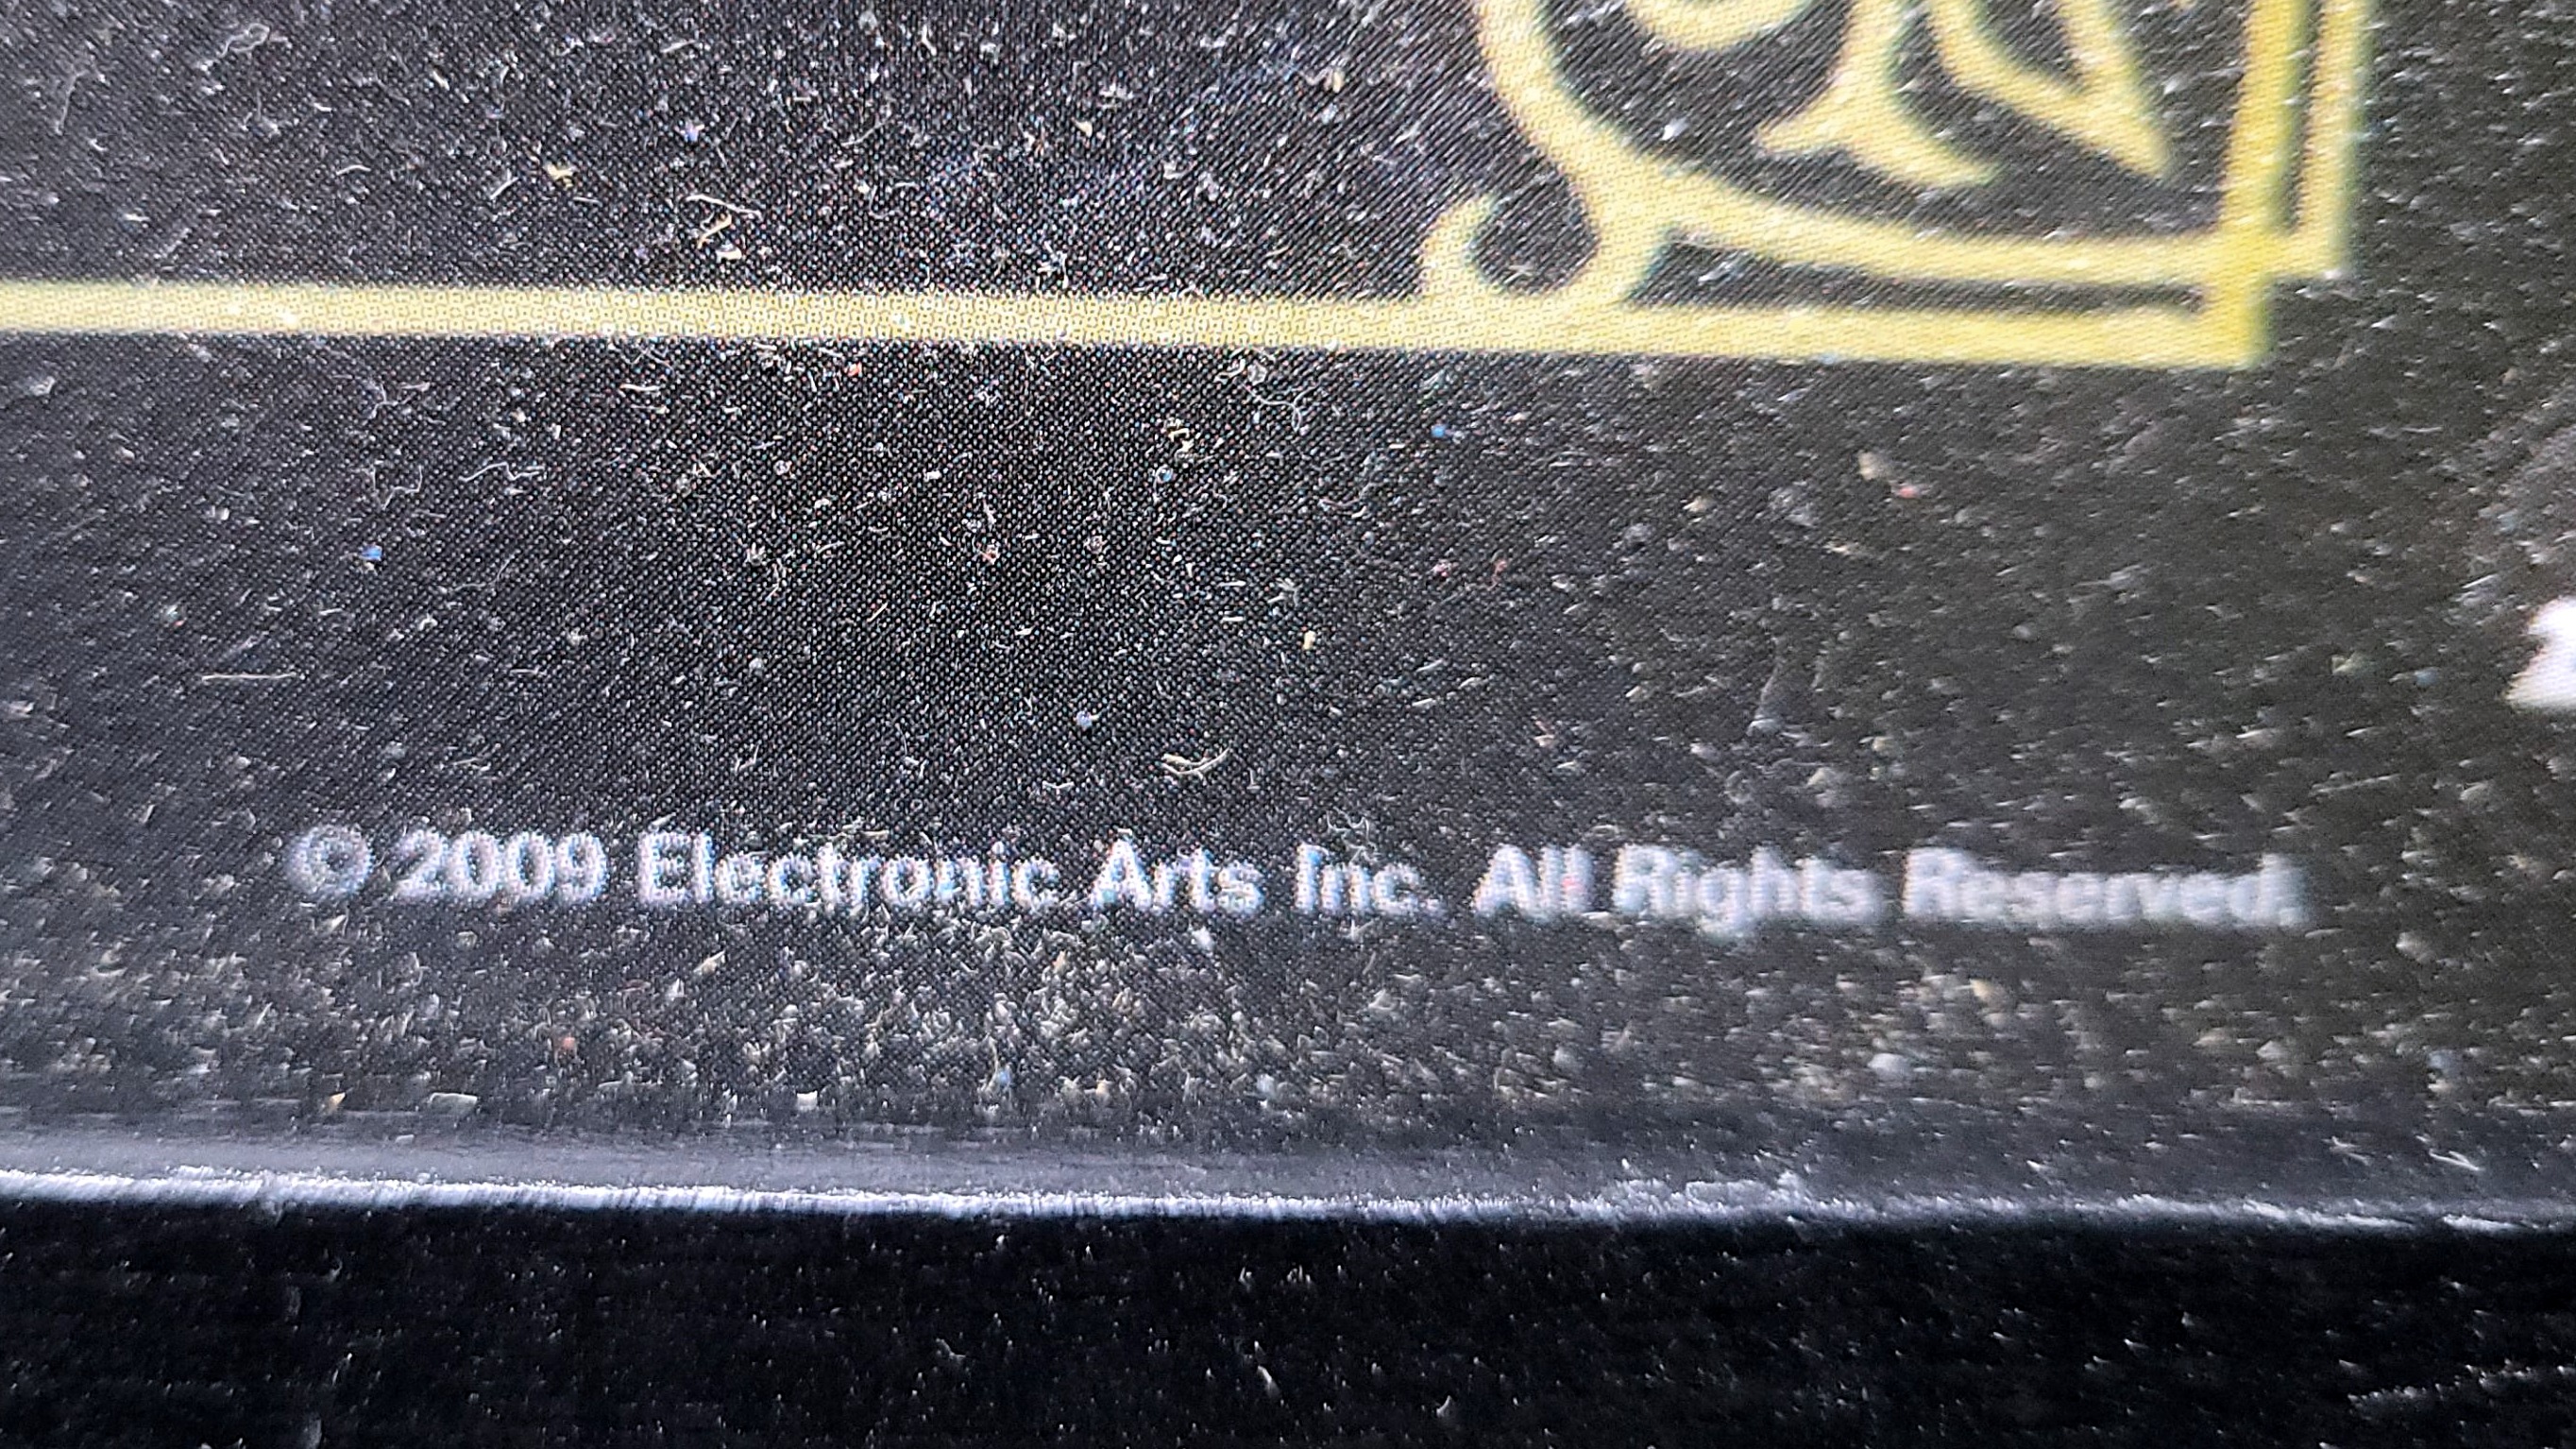 © 2009 Electronic Arts Inc. All Rights Reserved.